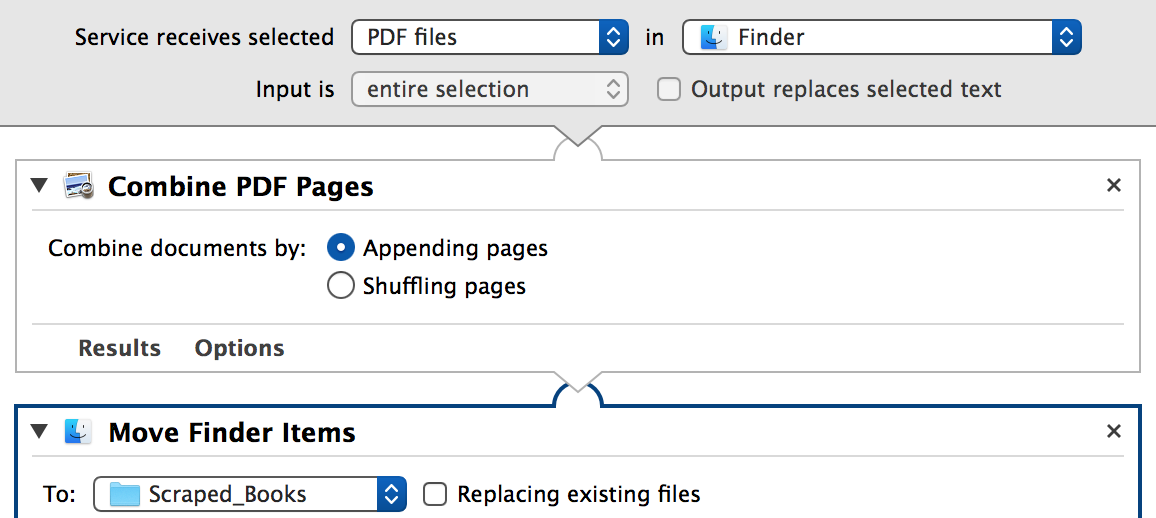 Service receives selected PDF files in Finder
Input is entire selection Output replaces selected text
Combine PDF Pages
Combine documents by: Appending pages
Shuffling pages
Results Options
Move Finder Items
To: Scraped_Books Replacing existing files